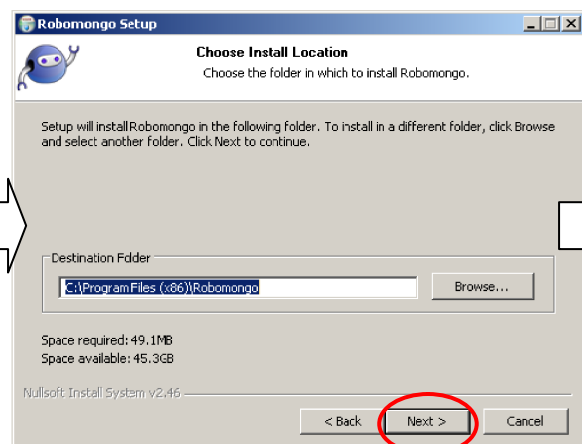 Robomongo Setup
Choose Install Location
Choose the folder in which to install Robomongo.
Setup will install Robomongo in the following folder. To install in a different folder, click Browse
and select another folder. Click Next to continue.
Destination Folder
C:\Program Files (x86)\Robomongo
Browse...
Space required: 49.1MB
Space available: 45.3GB
Nullsoft Install System v2.46
< Back Next > Cancel